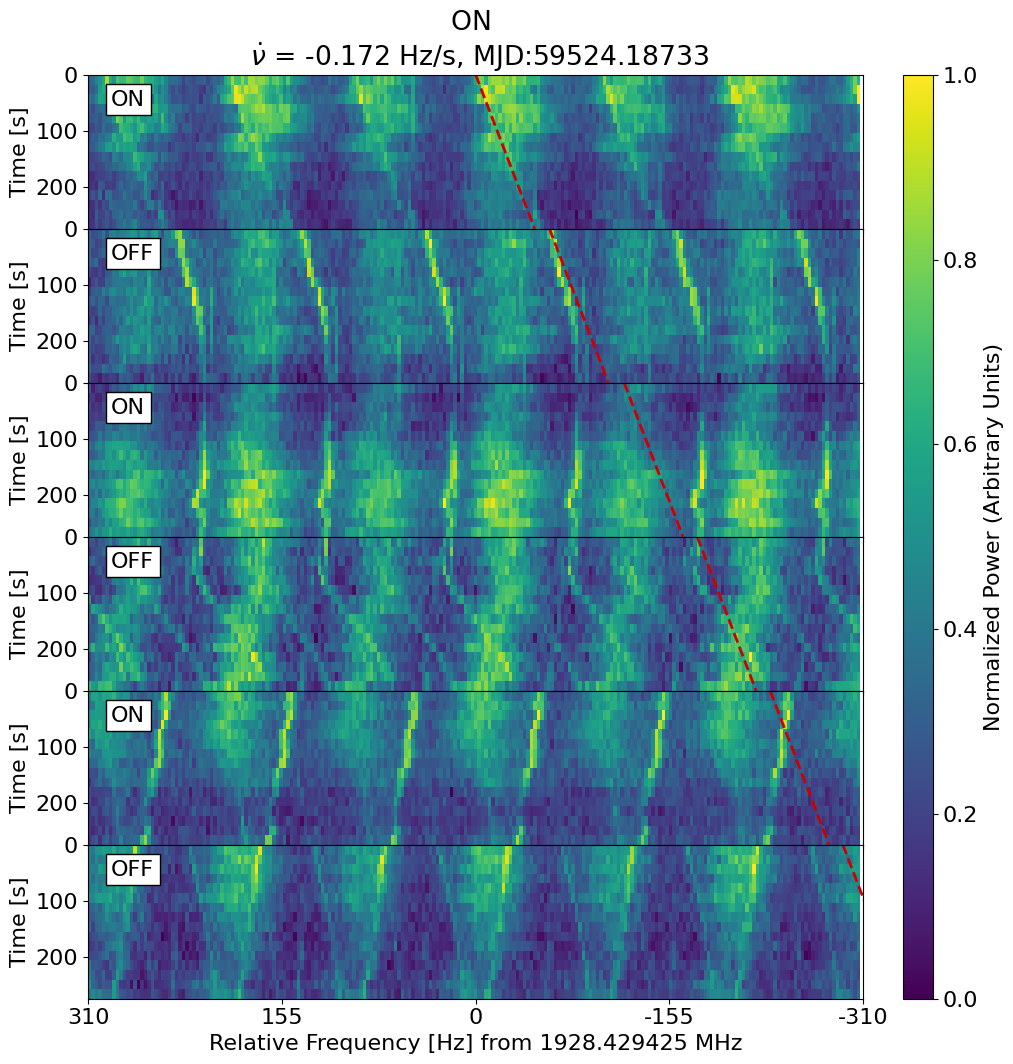 ON
ν̇ = -0.172 Hz/s, MJD:59524.18733
Time [s]
0
100
200
ON
Time [s]
0
100
200
OFF
Time [s]
0
100
200
ON
Time [s]
0
100
200
OFF
Time [s]
0
100
200
ON
Time [s]
0
100
200
OFF
310 155 0 -155 -310
Relative Frequency [Hz] from 1928.429425 MHz
1.0
0.8
0.6
0.4
0.2
0.0
Normalized Power (Arbitrary Units)